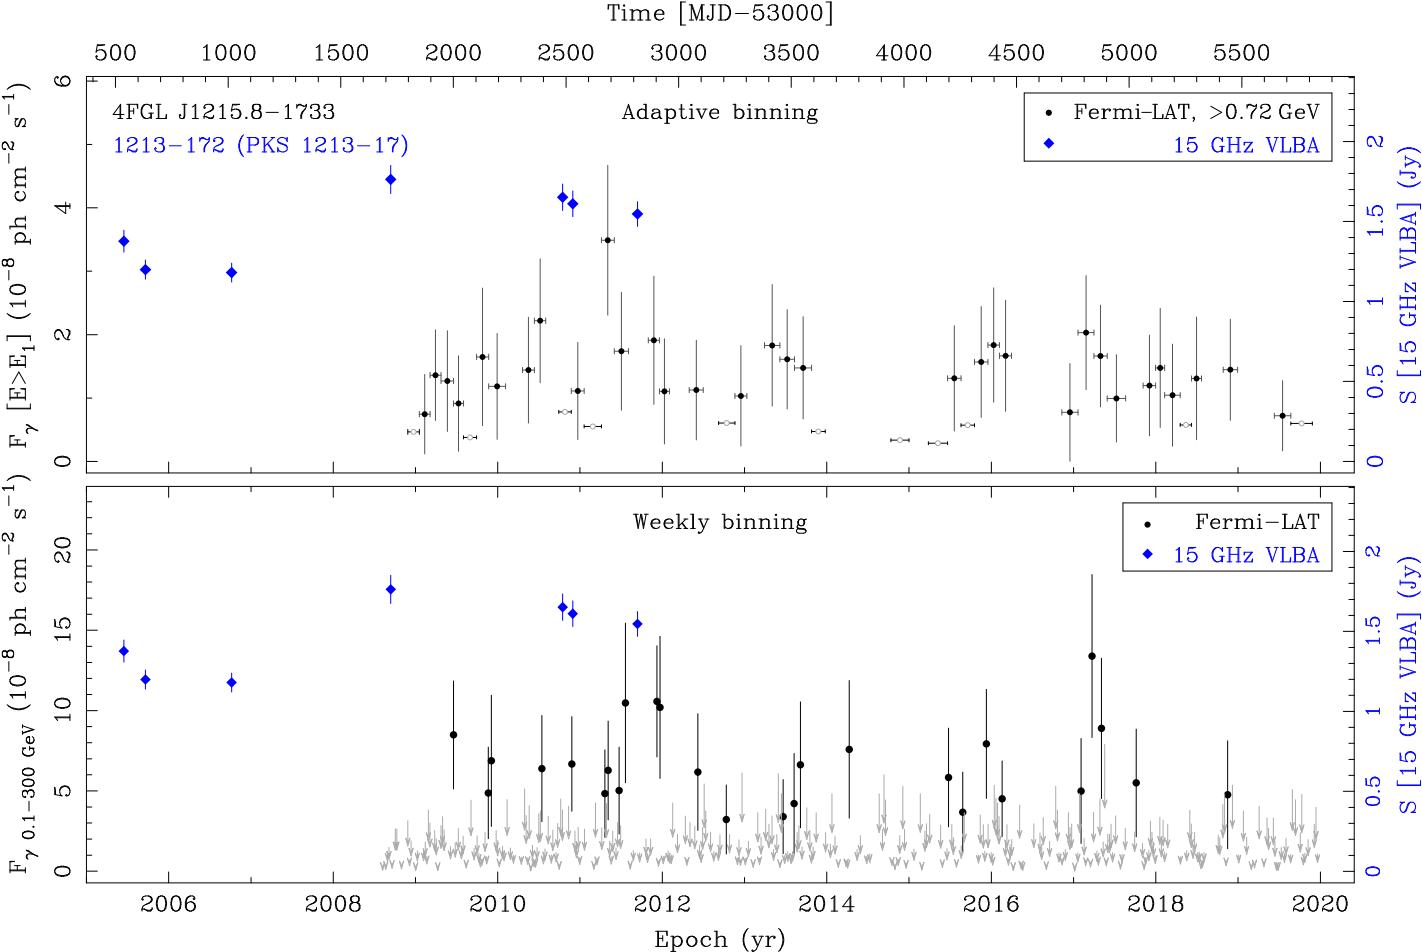 Time [MJD−53000]
500 1000 1500 2000 2500 3000 3500 4000 4500 5000 5500
4FGL J1215.8−1733
1213−172 (PKS 1213−17)
Adaptive binning
Fermi−LAT, >0.72 GeV
15 GHz VLBA
6
4
2
0
Fγ [E>E1] (10−8 ph cm−2 s−1)
2
1.5
1
0.5
0
S [15 GHz VLBA] (Jy)
Weekly binning
Fermi−LAT
15 GHz VLBA
20
15
10
5
0
Fγ 0.1−300 GeV (10−8 ph cm−2 s−1)
2
1.5
1
0.5
0
S [15 GHz VLBA] (Jy)
2006 2008 2010 2012 2014 2016 2018 2020
Epoch (yr)